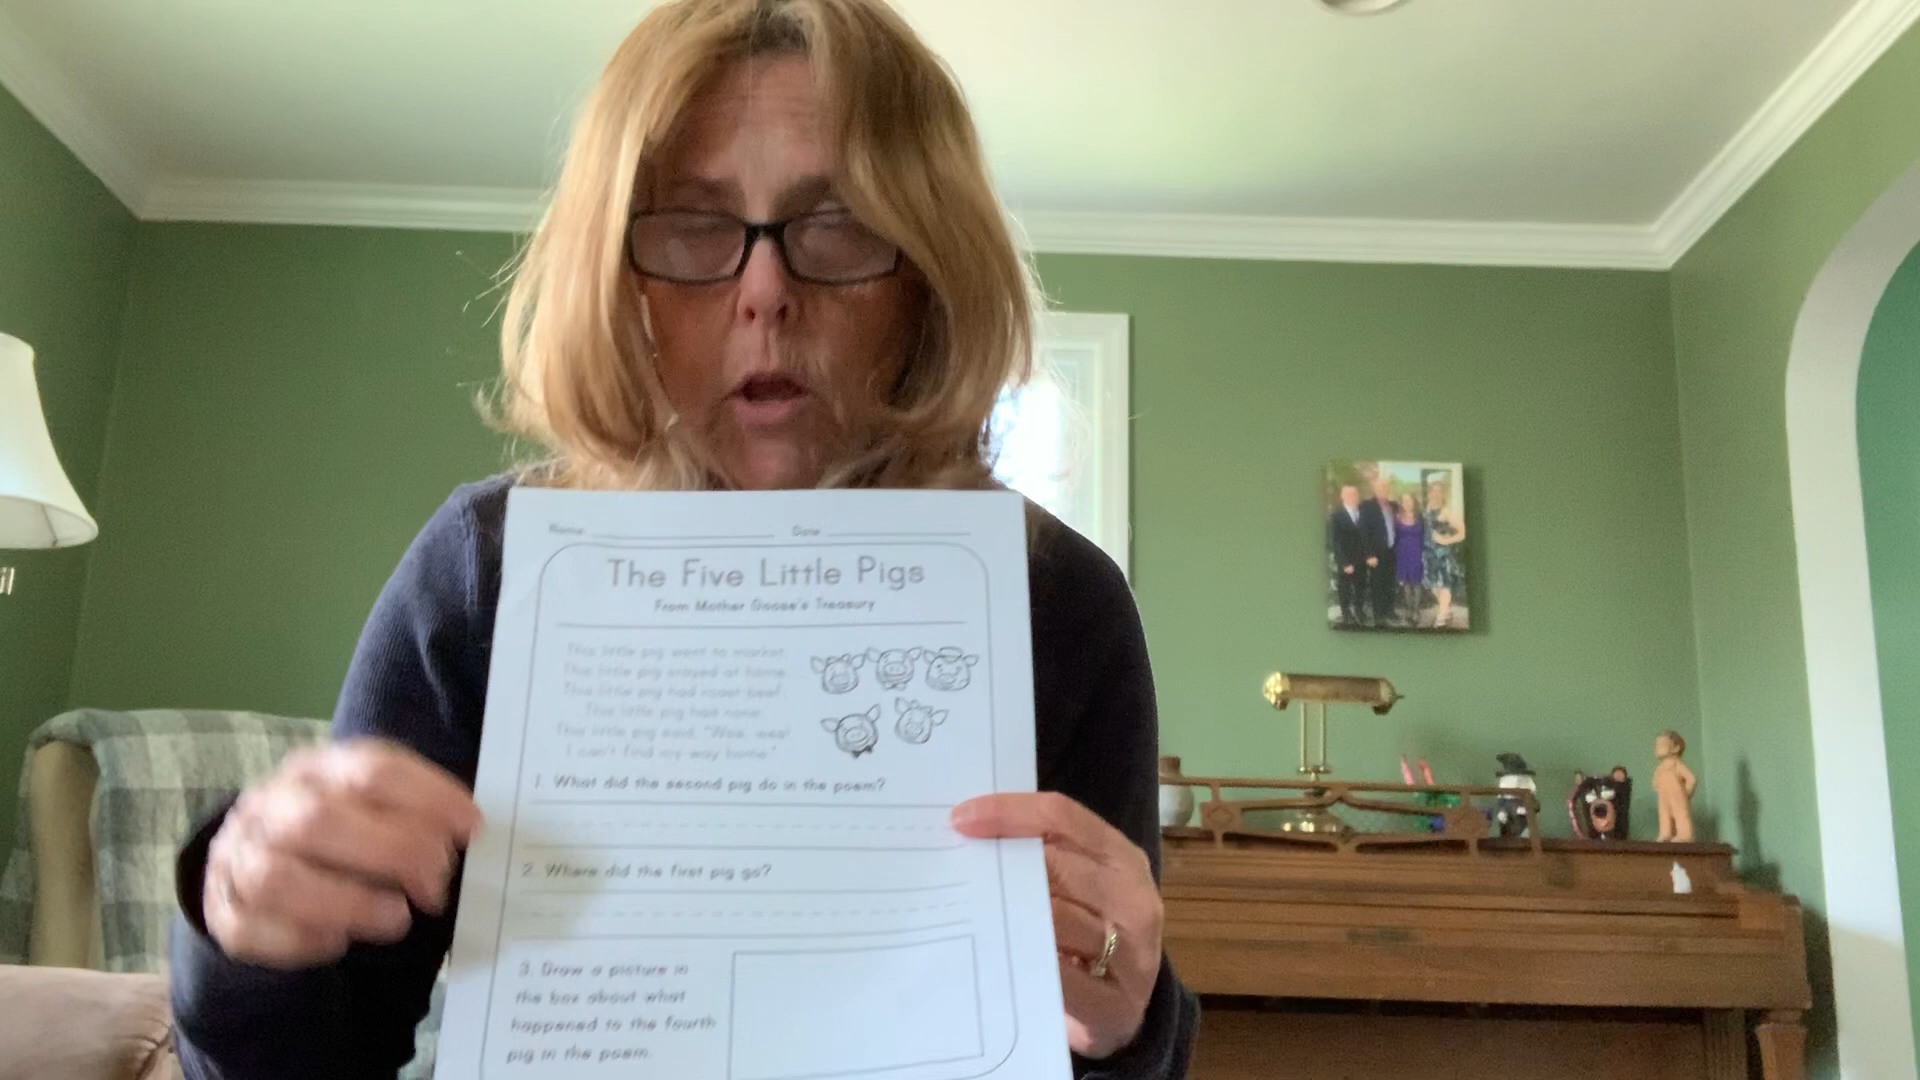 Name Date
The Five Little Pigs
From Mother Goose's Treasury
This little pig went to market.
This little pig stayed at home.
This little pig had roast beef.
This little pig had none.
This little pig said, "Wee, wee!
I can't find my way home."
1. What did the second pig do in the poem?
2. Where did the first pig go?
3. Draw a picture in
the box about what
happened to the fourth
pig in the poem.